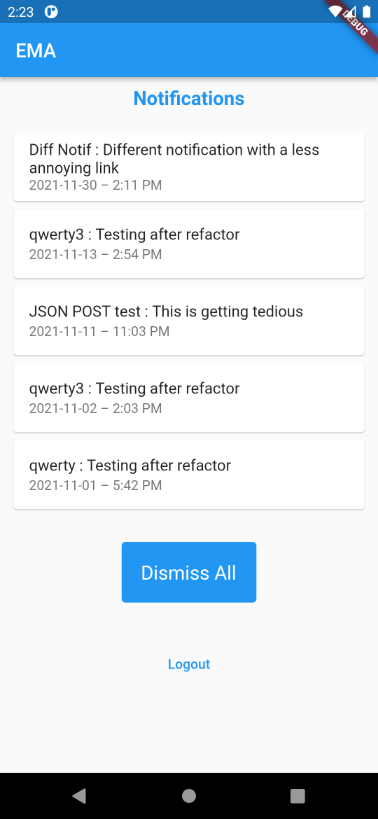 2:23
DEBUG
EMA
Notifications
Diff Notif : Different notification with a less
annoying link
2021-11-30 – 2:11 PM
qwerty3 : Testing after refactor
2021-11-13 – 2:54 PM
JSON POST test : This is getting tedious
2021-11-11 – 11:03 PM
qwerty3 : Testing after refactor
2021-11-02 – 2:03 PM
qwerty : Testing after refactor
2021-11-01 – 5:42 PM
Dismiss All
Logout